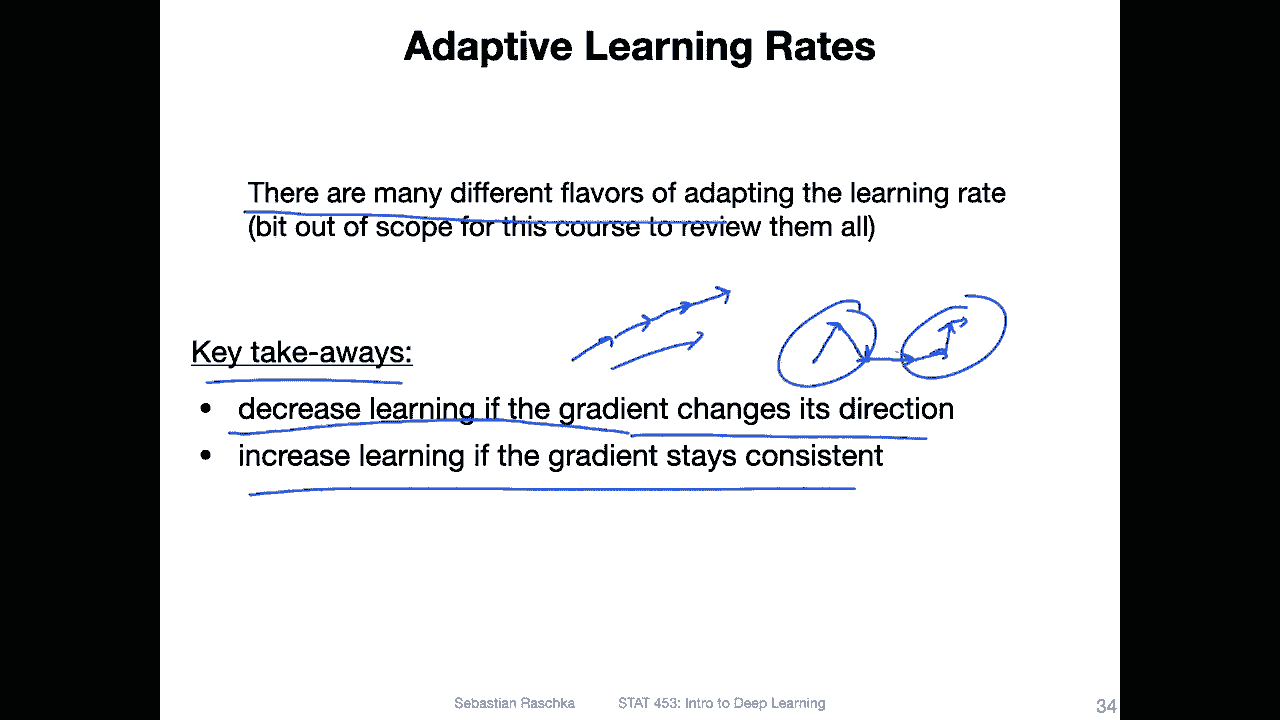 Adaptive Learning Rates
There are many different flavors of adapting the learning rate
(bit out of scope for this course to review them all)
Key take-aways:
• decrease learning if the gradient changes its direction
• increase learning if the gradient stays consistent
Sebastian Raschka STAT 453: Intro to Deep Learning 34